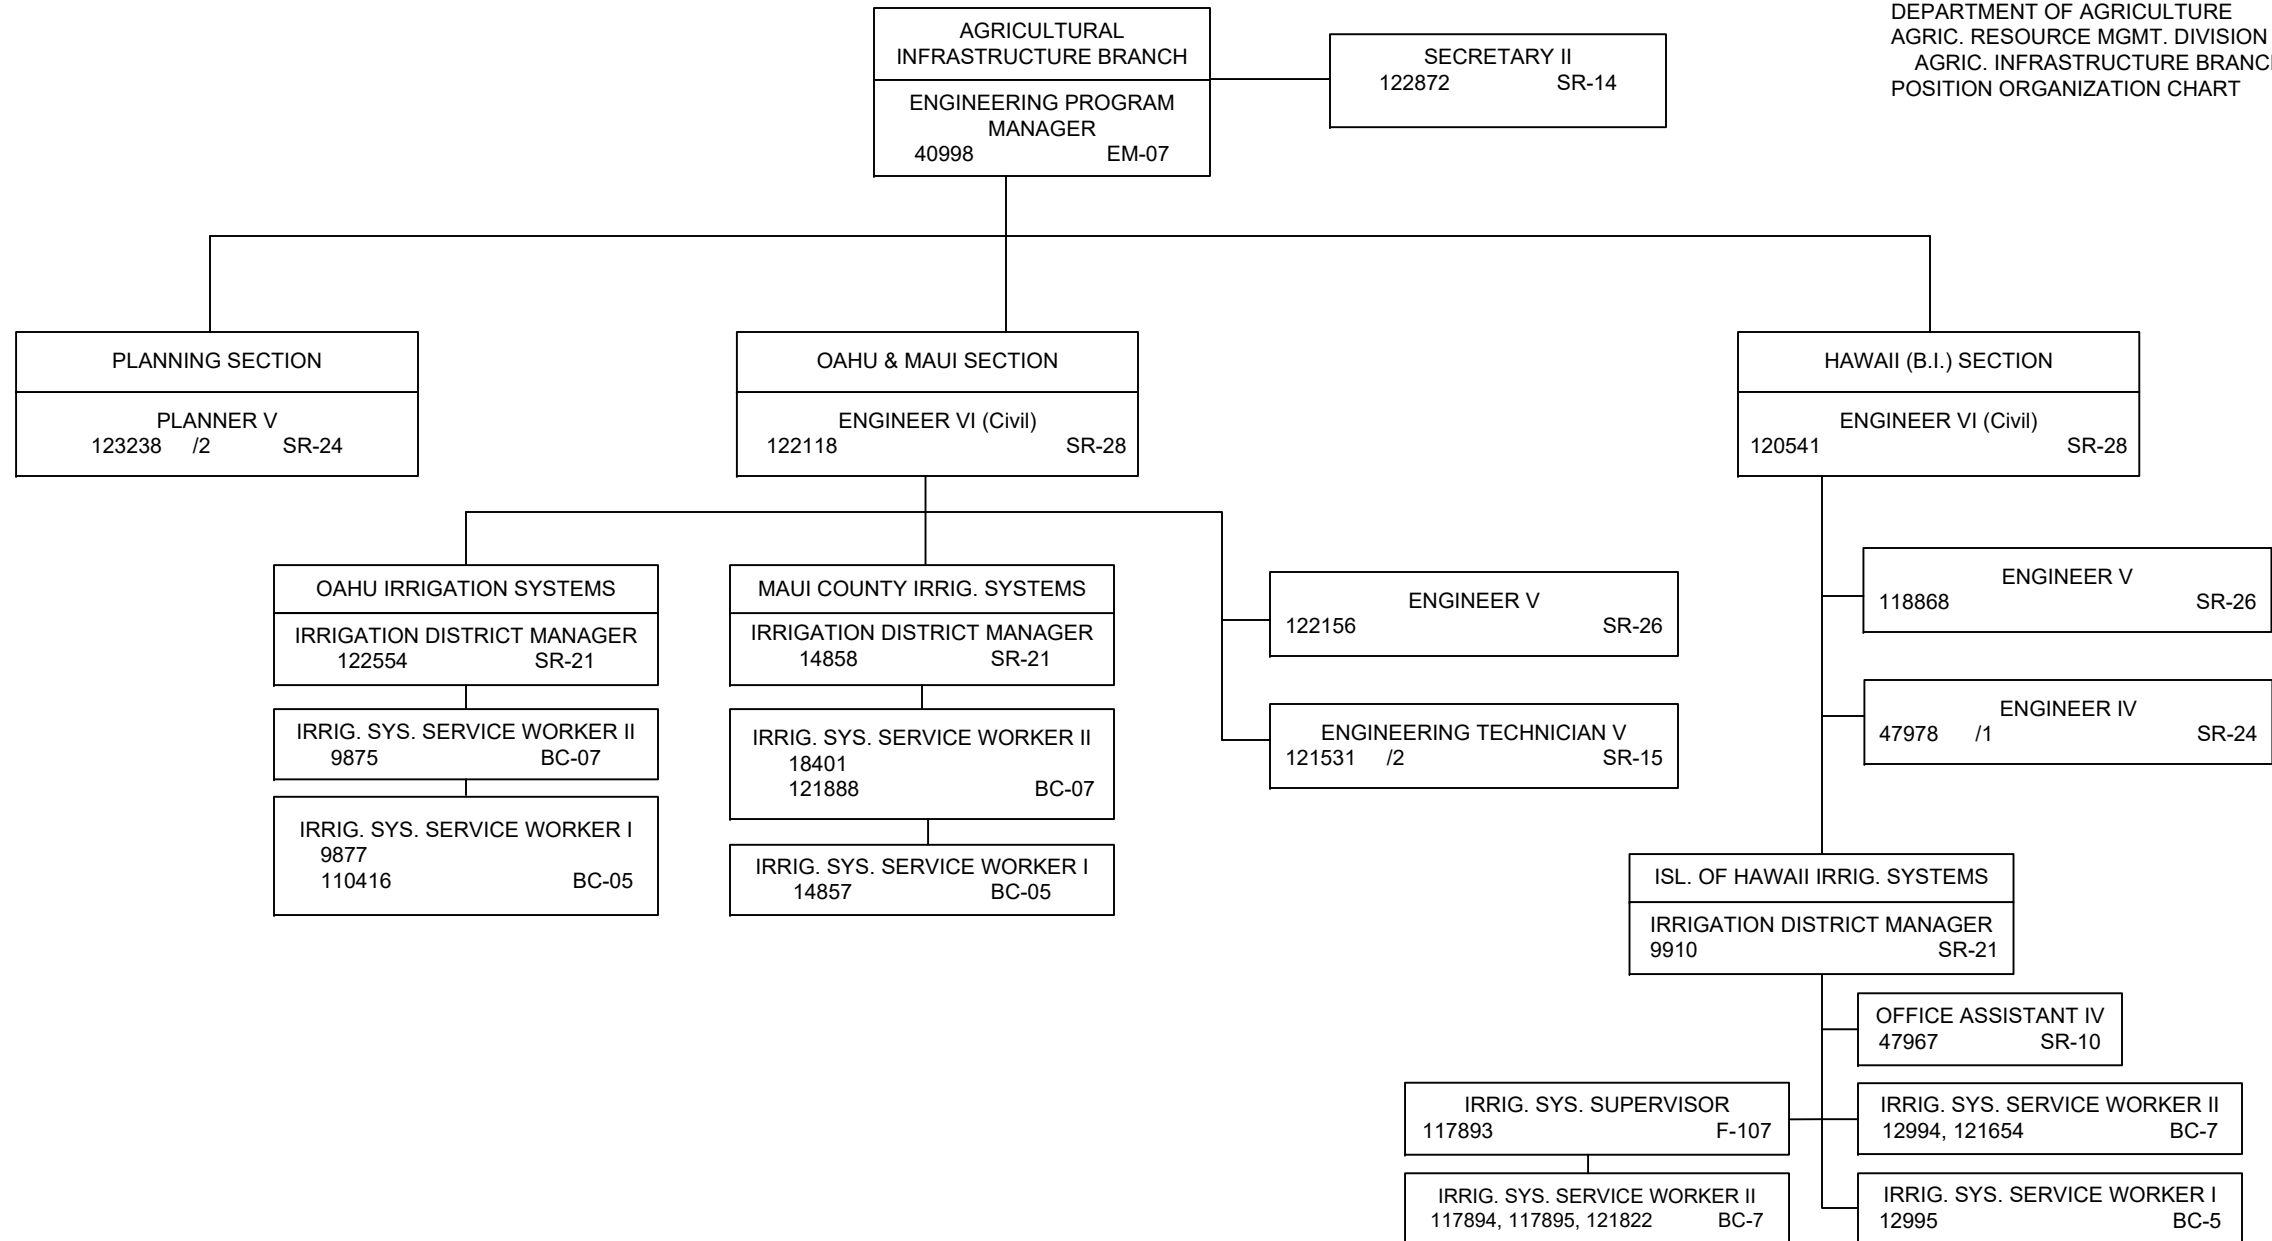 DEPARTMENT OF AGRICULTURE
AGRIC. RESOURCE MGMT. DIVISION
AGRIC. INFRASTRUCTURE BRANCH
POSITION ORGANIZATION CHART
AGRICULTURAL
INFRASTRUCTURE BRANCH
ENGINEERING PROGRAM
MANAGER
40998 EM-07
SECRETARY II
122872 SR-14
PLANNING SECTION
PLANNER V
123238 /2 SR-24
OAHU & MAUI SECTION
ENGINEER VI (Civil)
122118 SR-28
HAWAII (B.I.) SECTION
ENGINEER VI (Civil)
120541 SR-28
OAHU IRRIGATION SYSTEMS
IRRIGATION DISTRICT MANAGER
122554 SR-21
IRRIG. SYS. SERVICE WORKER II
9875 BC-07
IRRIG. SYS. SERVICE WORKER I
9877
110416 BC-05
MAUI COUNTY IRRIG. SYSTEMS
IRRIGATION DISTRICT MANAGER
14858 SR-21
IRRIG. SYS. SERVICE WORKER II
18401
121888 BC-07
IRRIG. SYS. SERVICE WORKER I
14857 BC-05
ENGINEER V
122156 SR-26
ENGINEERING TECHNICIAN V
121531 /2 SR-15
ENGINEER V
118868 SR-26
ENGINEER IV
47978 /1 SR-24
ISL. OF HAWAII IRRIG. SYSTEMS
IRRIGATION DISTRICT MANAGER
9910 SR-21
OFFICE ASSISTANT IV
47967 SR-10
IRRIG. SYS. SUPERVISOR
117893 F-107
IRRIG. SYS. SERVICE WORKER II
117894, 117895, 121822 BC-7
IRRIG. SYS. SERVICE WORKER II
12994, 121654 BC-7
IRRIG. SYS. SERVICE WORKER I
12995 BC-5